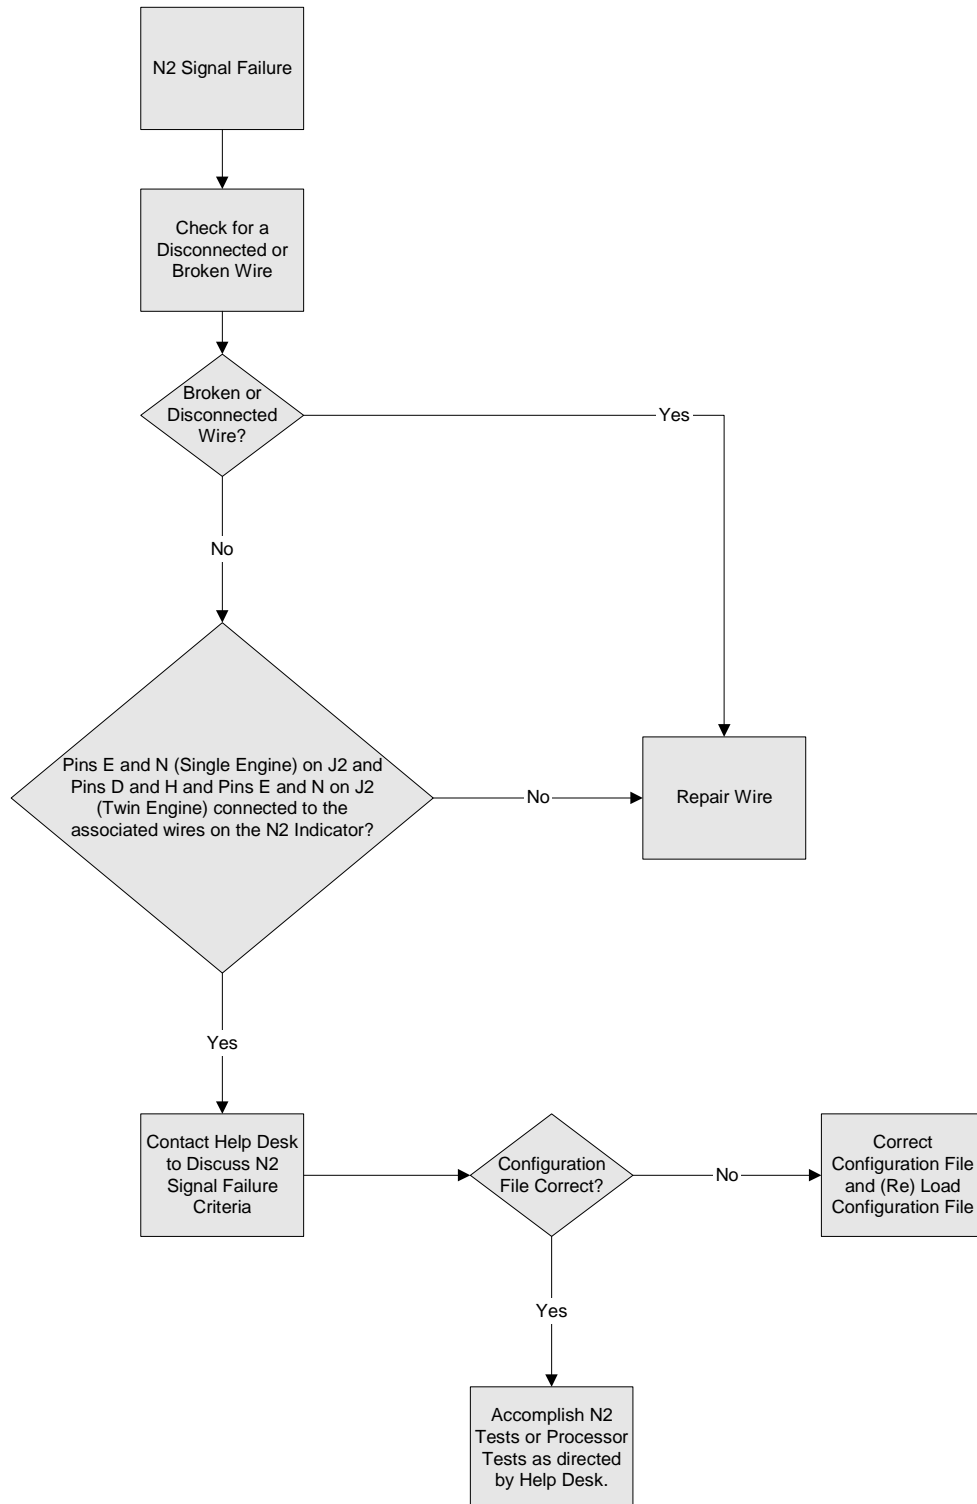 N2 Signal Failure
Check for a
Disconnected or
Broken Wire
Broken or
Disconnected
Wire?
Yes
No
Pins E and N (Single Engine) on J2 and
Pins D and H and Pins E and N on J2
(Twin Engine) connected to the
associated wires on the N2 Indicator?
No
Repair Wire
Yes
Contact Help Desk
to Discuss N2
Signal Failure
Criteria
Configuration
File Correct?
No
Correct
Configuration File
and (Re) Load
Configuration File
Yes
Accomplish N2
Tests or Processor
Tests as directed
by Help Desk.